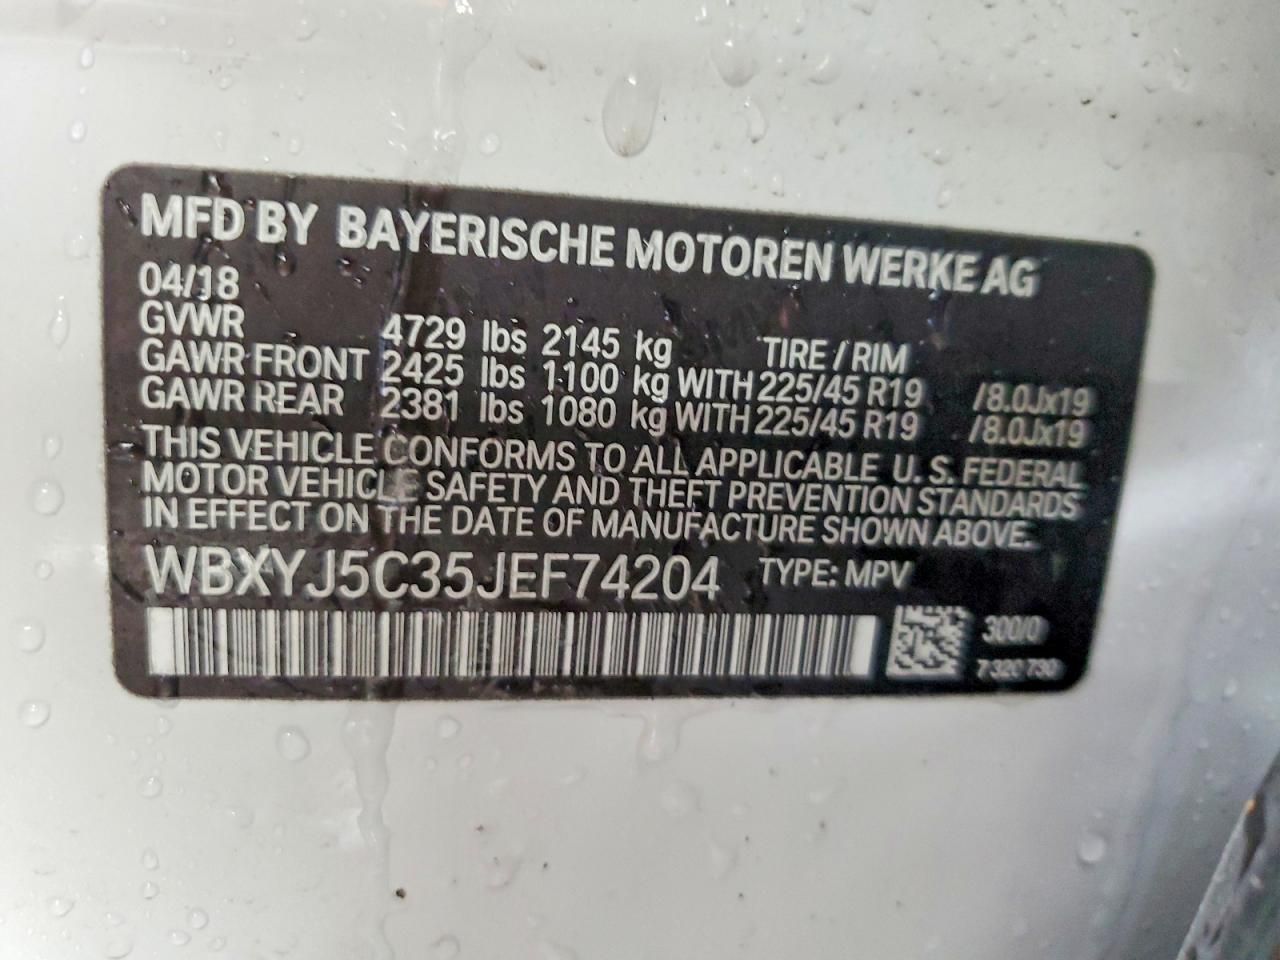 MFD BY BAYERISCHE MOTOREN WERKE AG
04/18
GVWR 4729 lbs 2145 kg TIRE / RIM
GAWR FRONT 2425 lbs 1100 kg WITH 225/45 R19 /8.0Jx19
GAWR REAR 2381 lbs 1080 kg WITH 225/45 R19 /8.0Jx19
THIS VEHICLE CONFORMS TO ALL APPLICABLE U.S. FEDERAL
MOTOR VEHICLE SAFETY AND THEFT PREVENTION STANDARDS
IN EFFECT ON THE DATE OF MANUFACTURE SHOWN ABOVE.
WBXYJ5C35JEF74204 TYPE: MPV
300/0
7 320 730